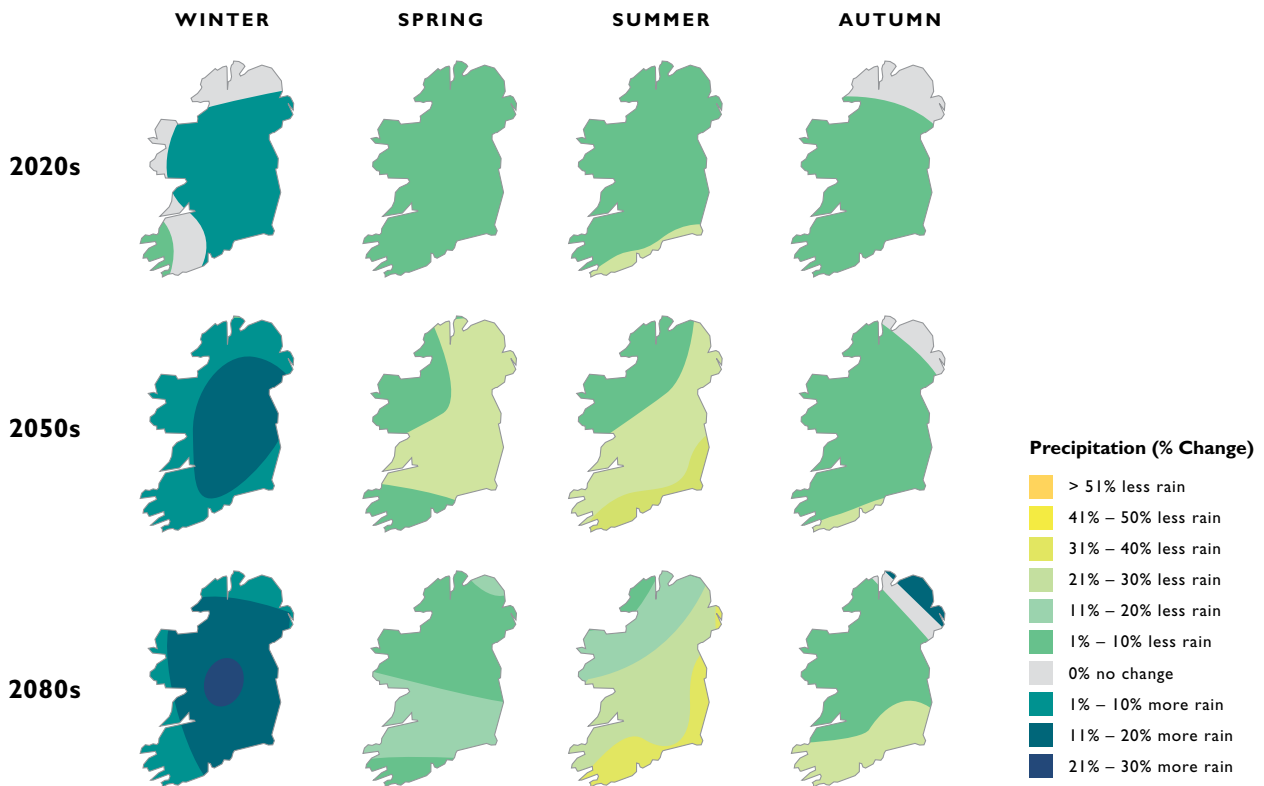 WINTER
SPRING
SUMMER
AUTUMN
2020s
2050s
2080s
Precipitation (% Change)
> 51% less rain
41% – 50% less rain
31% – 40% less rain
21% – 30% less rain
11% – 20% less rain
1% – 10% less rain
0% no change
1% – 10% more rain
11% – 20% more rain
21% – 30% more rain